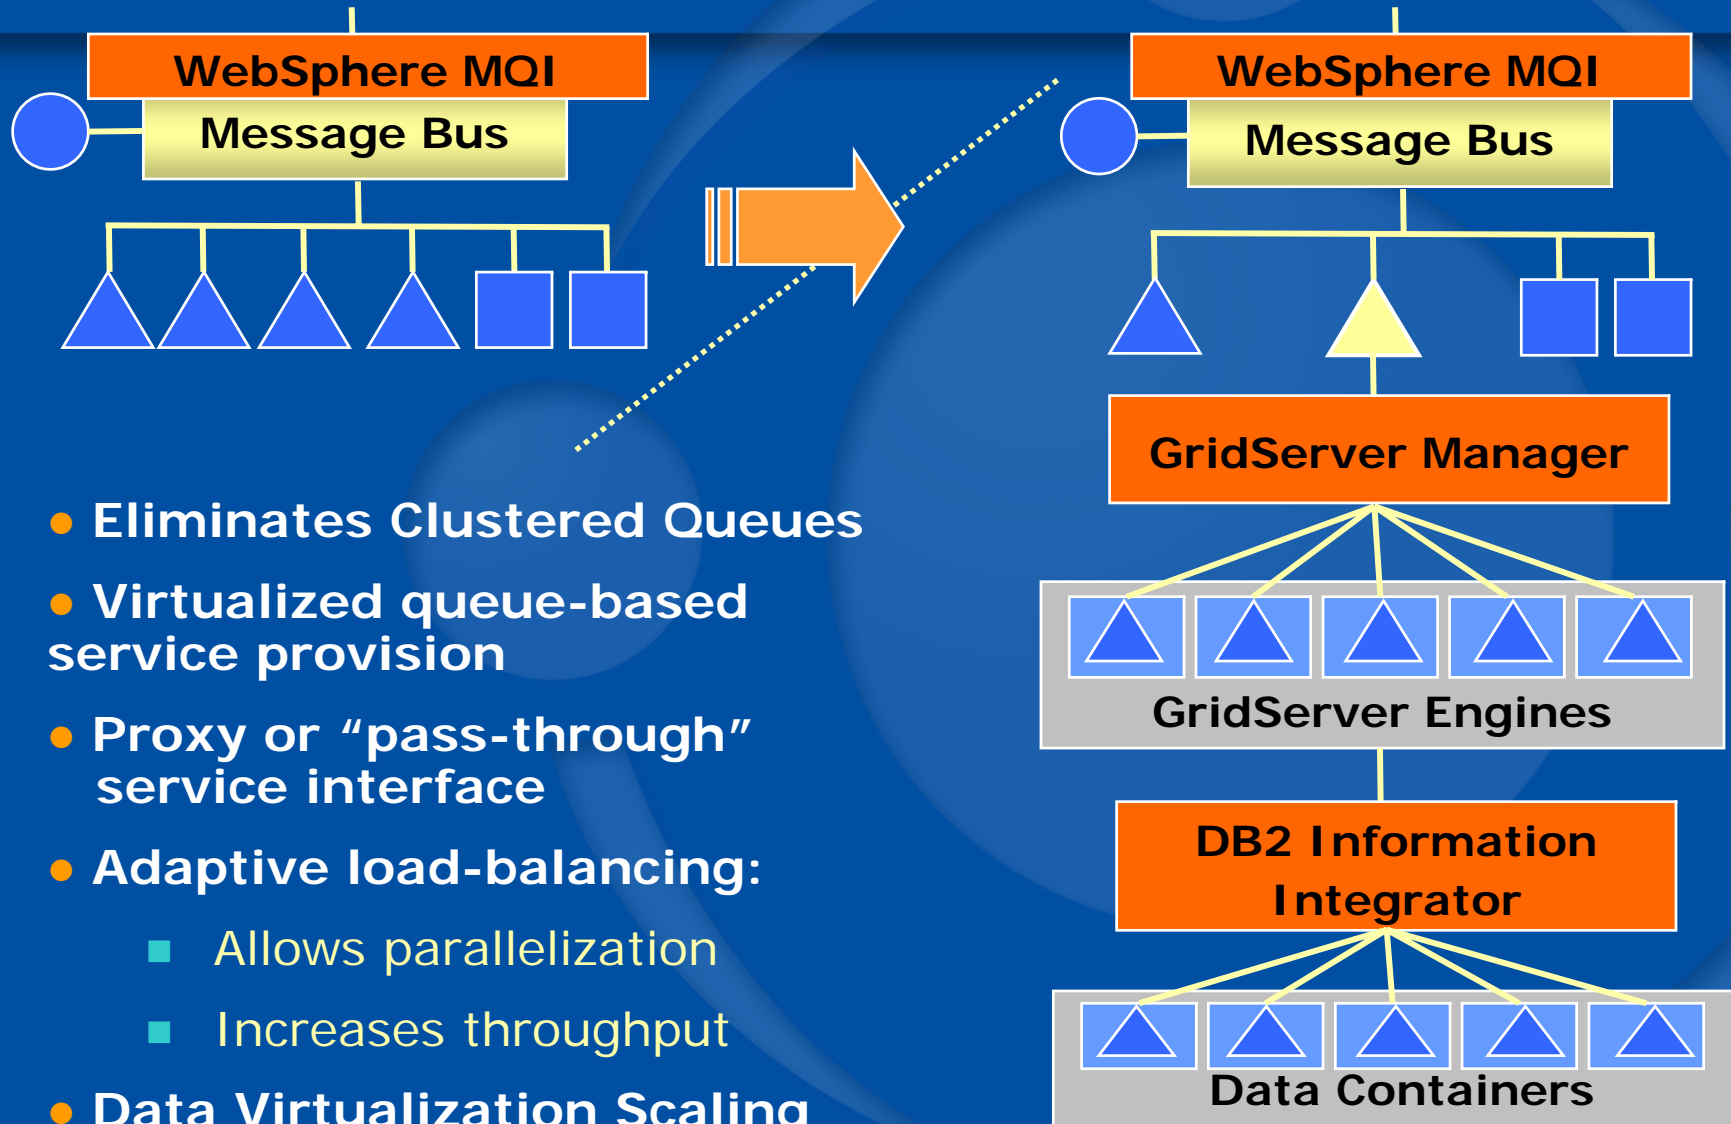 WebSphere MQI
Message Bus
WebSphere MQI
Message Bus
GridServer Manager
GridServer Engines
DB2 Information
Integrator
Data Containers
● Eliminates Clustered Queues
● Virtualized queue-based
service provision
● Proxy or “pass-through”
service interface
● Adaptive load-balancing:
■ Allows parallelization
■ Increases throughput
● Data Virtualization Scaling